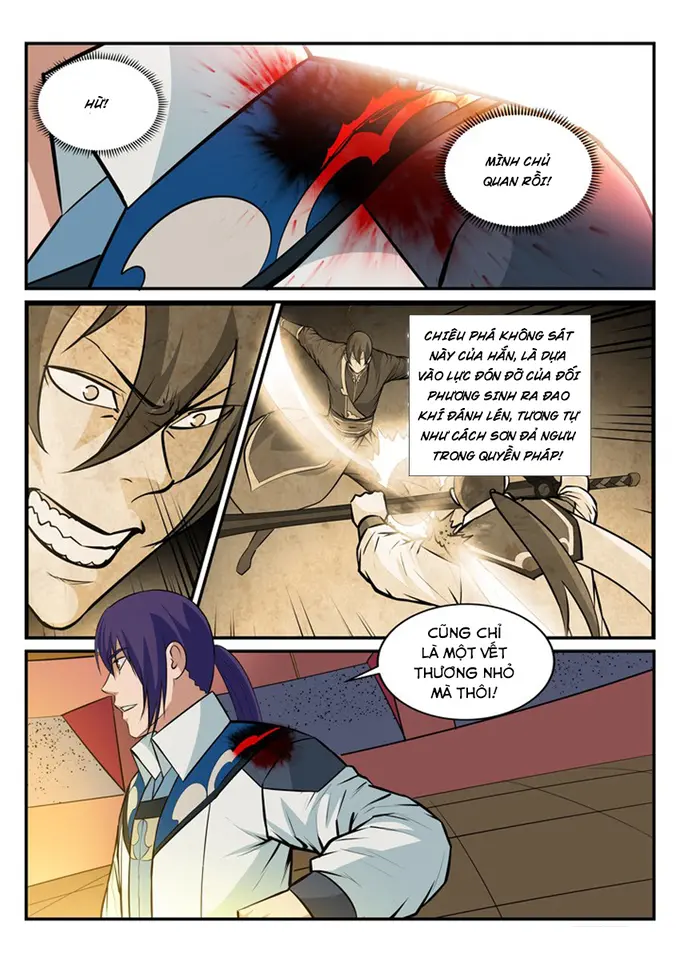 HỪ!
MÌNH CHỦ
QUAN RỒI!
CHIÊU PHÁ KHÔNG SÁT
NÀY CỦA HẮN, LÀ DỰA
VÀO LỰC ĐÓN ĐỠ CỦA ĐỐI
PHƯƠNG SINH RA ĐAO
KHÍ ĐÁNH LÉN, TƯƠNG TỰ
NHƯ CÁCH SƠN ĐẢ NGƯU
TRONG QUYỀN PHÁP!
CŨNG CHỈ
LÀ MỘT VẾT
THƯƠNG NHỎ
MÀ THÔI!